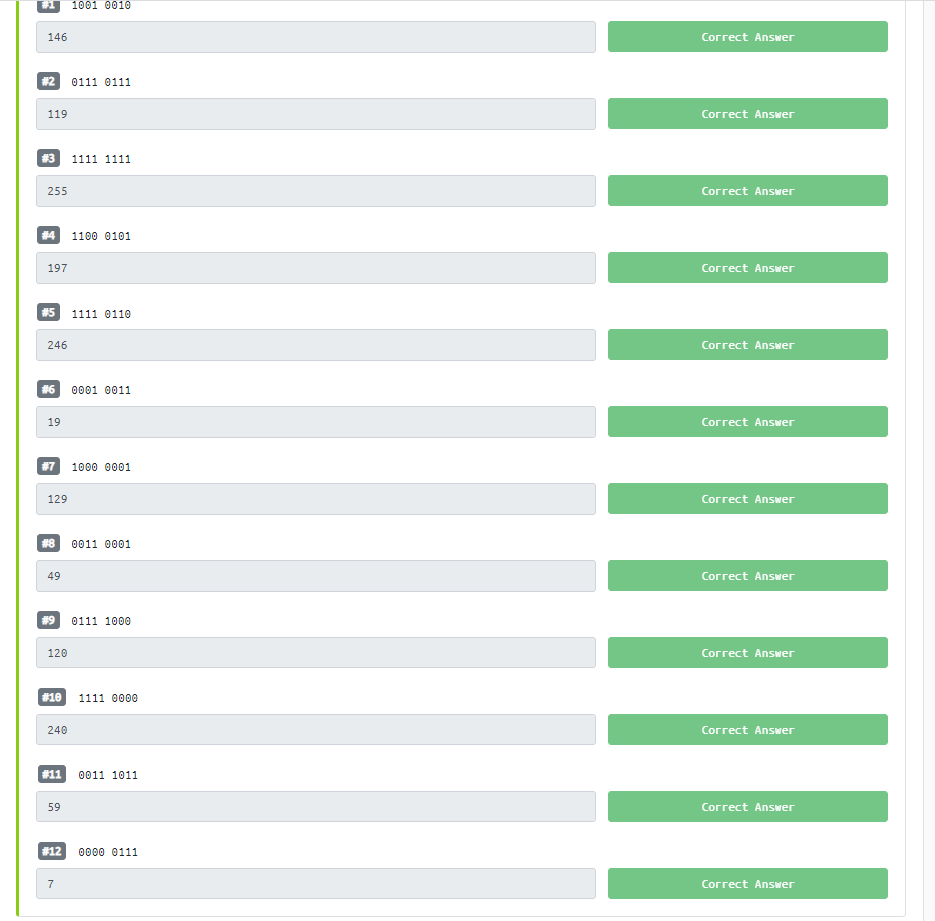 #1 1001 0010
146 Correct Answer
#2 0111 0111
119 Correct Answer
#3 1111 1111
255 Correct Answer
#4 1100 0101
197 Correct Answer
#5 1111 0110
246 Correct Answer
#6 0001 0011
19 Correct Answer
#7 1000 0001
129 Correct Answer
#8 0011 0001
49 Correct Answer
#9 0111 1000
120 Correct Answer
#10 1111 0000
240 Correct Answer
#11 0011 1011
59 Correct Answer
#12 0000 0111
7 Correct Answer